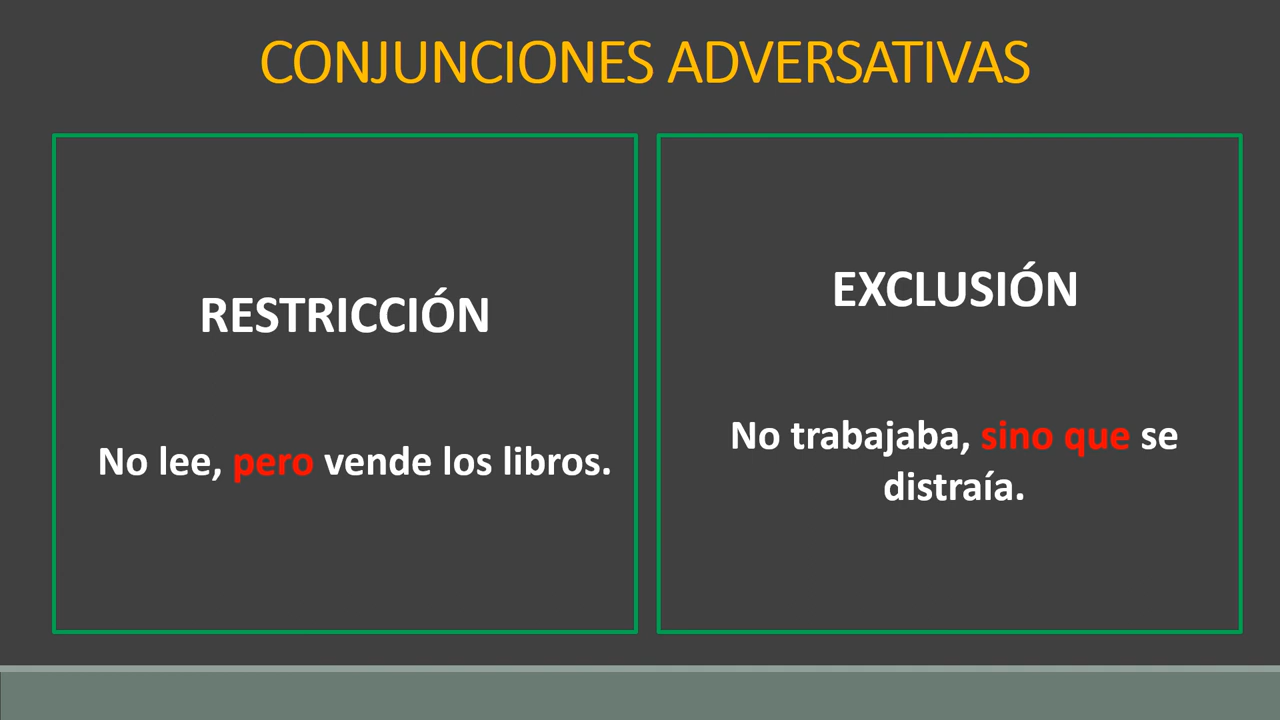 CONJUNCIONES ADVERSATIVAS
RESTRICCIÓN
No lee, pero vende los libros.
EXCLUSIÓN
No trabajaba, sino que se
distraía.